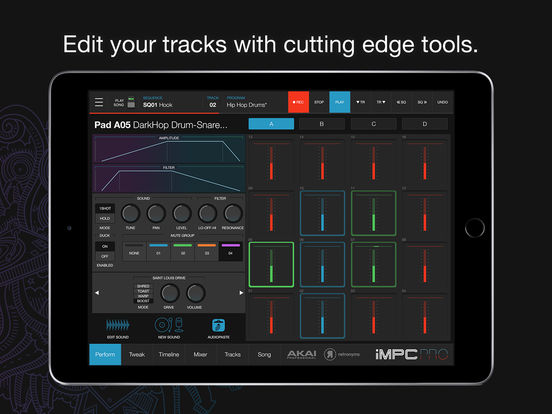 Edit your tracks with cutting edge tools.
PLAY
SONG
SEQUENCE
SQ01 Hook
TRACK
02
PROGRAM
Hip Hop Drums*
REC
STOP
PLAY
▼ TR
TR ▼
≪ SQ
SQ ≫
UNDO
Pad A05 DarkHop Drum-Snare...
A
B
C
D
AMPLITUDE
FILTER
SOUND
FILTER
1SHOT
HOLD
MODE
TUNE
PAN
LEVEL
LO-OFF-HI
RESONANCE
DUCK
MUTE GROUP
ON
OFF
ENABLED
NONE
01
02
03
04
SAINT LOUIS DRIVE
SHRED
TOAST
WARP
BOOST
MODE
DRIVE
VOLUME
EDIT SOUND
NEW SOUND
AUDIOPASTE
Perform
Tweak
Timeline
Mixer
Tracks
Song
AKAI
PROFESSIONAL
retronyms
iMPC PRO